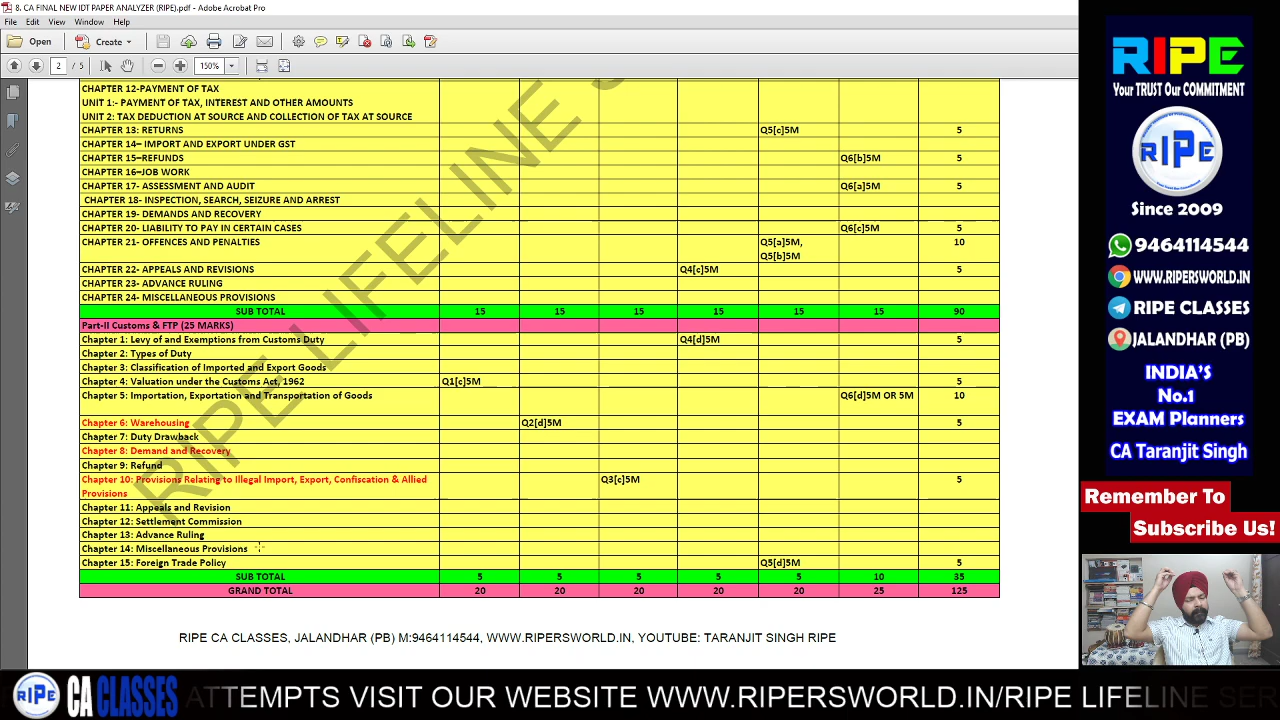 8. CA FINAL NEW IDT PAPER ANALYZER (RIPE).pdf - Adobe Acrobat Pro
File Edit View Window Help
Open Create
2 / 5 150%
CHAPTER 12-PAYMENT OF TAX
UNIT 1:- PAYMENT OF TAX, INTEREST AND OTHER AMOUNTS
UNIT 2: TAX DEDUCTION AT SOURCE AND COLLECTION OF TAX AT SOURCE
CHAPTER 13: RETURNS Q5[c]5M 5
CHAPTER 14– IMPORT AND EXPORT UNDER GST
CHAPTER 15–REFUNDS Q6[b]5M 5
CHAPTER 16–JOB WORK
CHAPTER 17- ASSESSMENT AND AUDIT Q6[a]5M 5
CHAPTER 18- INSPECTION, SEARCH, SEIZURE AND ARREST
CHAPTER 19- DEMANDS AND RECOVERY
CHAPTER 20- LIABILITY TO PAY IN CERTAIN CASES Q6[c]5M 5
CHAPTER 21- OFFENCES AND PENALTIES Q5[a]5M, 10
Q5[b]5M
CHAPTER 22- APPEALS AND REVISIONS Q4[c]5M 5
CHAPTER 23- ADVANCE RULING
CHAPTER 24- MISCELLANEOUS PROVISIONS
SUB TOTAL 15 15 15 15 15 15 90
Part-II Customs & FTP (25 MARKS)
Chapter 1: Levy of and Exemptions from Customs Duty Q4[d]5M 5
Chapter 2: Types of Duty
Chapter 3: Classification of Imported and Export Goods
Chapter 4: Valuation under the Customs Act, 1962 Q1[c]5M 5
Chapter 5: Importation, Exportation and Transportation of Goods Q6[d]5M OR 5M 10
Chapter 6: Warehousing Q2[d]5M 5
Chapter 7: Duty Drawback
Chapter 8: Demand and Recovery
Chapter 9: Refund
Chapter 10: Provisions Relating to Illegal Import, Export, Confiscation & Allied Q3[c]5M 5
Provisions
Chapter 11: Appeals and Revision
Chapter 12: Settlement Commission
Chapter 13: Advance Ruling
Chapter 14: Miscellaneous Provisions
Chapter 15: Foreign Trade Policy Q5[d]5M 5
SUB TOTAL 5 5 5 5 5 10 35
GRAND TOTAL 20 20 20 20 20 25 125
RIPE LIFELINE
RIPE CA CLASSES, JALANDHAR (PB) M:9464114544, WWW.RIPERSWORLD.IN, YOUTUBE: TARANJIT SINGH RIPE
RIPE
Your TRUST Our COMMITMENT
RIPE
Since 2009
9464114544
WWW.RIPERSWORLD.IN
RIPE CLASSES
JALANDHAR (PB)
INDIA'S
No.1
EXAM Planners
CA Taranjit Singh
Remember To
Subscribe Us!
RIPE CA CLASSES
ATTEMPTS VISIT OUR WEBSITE WWW.RIPERSWORLD.IN/RIPE LIFELINE SER